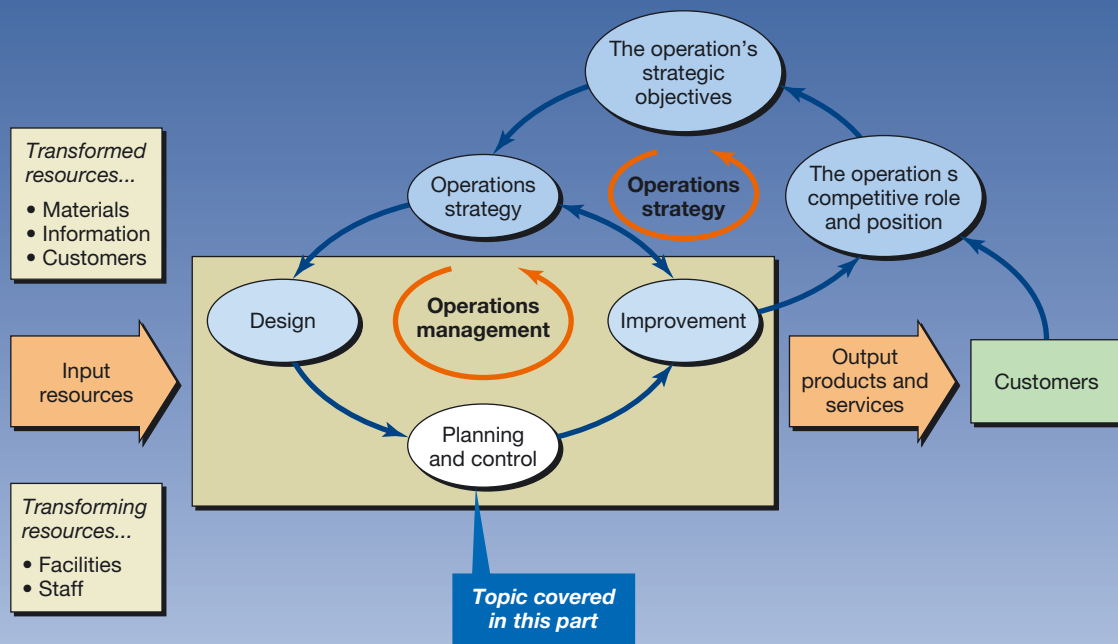 The operation's
strategic
objectives
Transformed
resources...
• Materials
• Information
• Customers
Operations
strategy
Operations
strategy
The operation s
competitive role
and position
Design
Operations
management
Improvement
Input
resources
Output
products and
services
Customers
Planning
and control
Transforming
resources...
• Facilities
• Staff
Topic covered
in this part